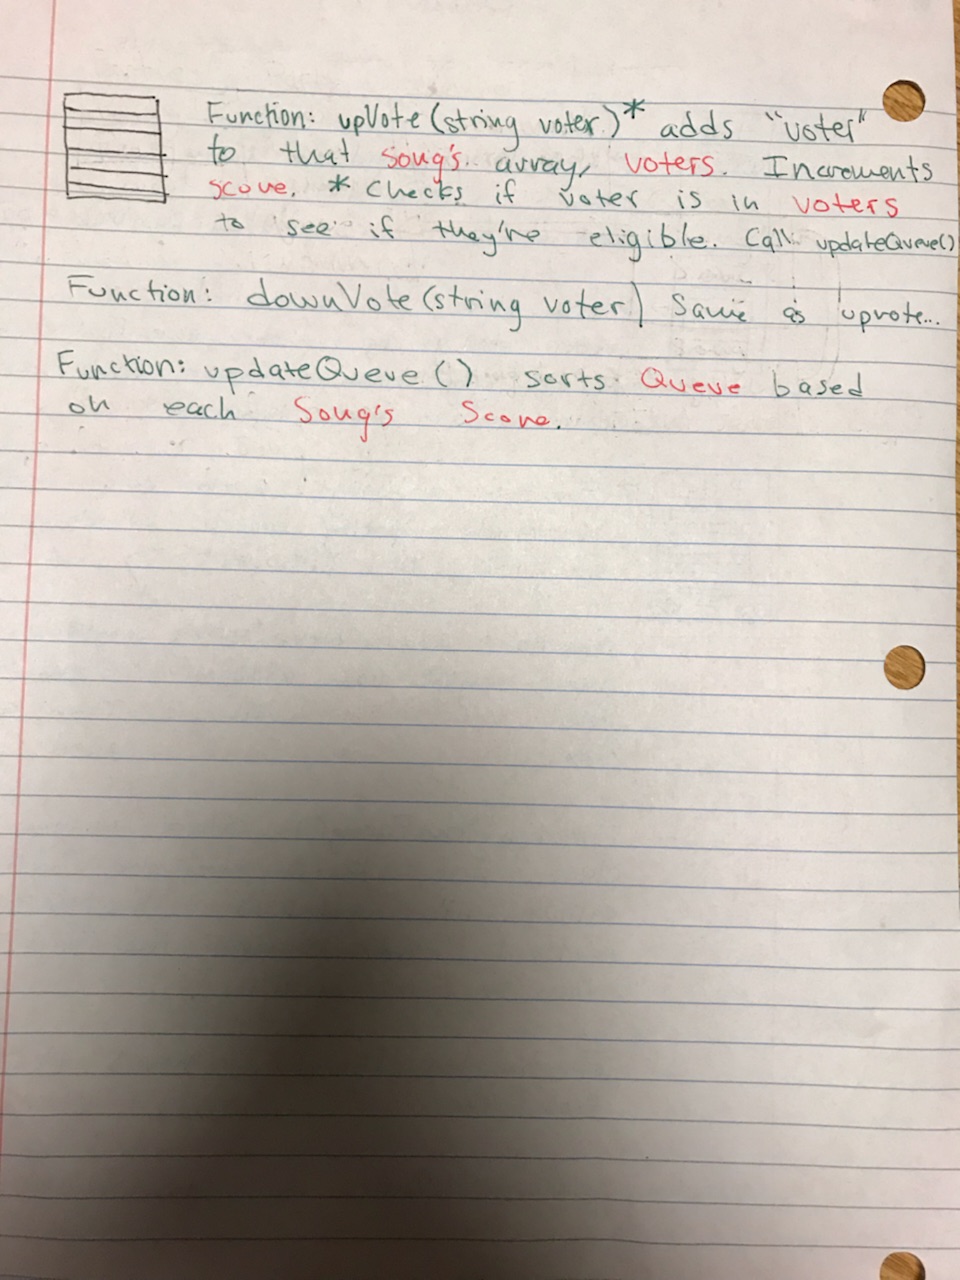 Function: upVote(string voter)* adds "voter"
to that song's array, voters. Increments
score. * Checks if voter is in voters
to see if they're eligible. Call updateQueue()
Function: downVote(string voter) Same as upvote...
Function: updateQueue() sorts Queue based
on each Song's Score.